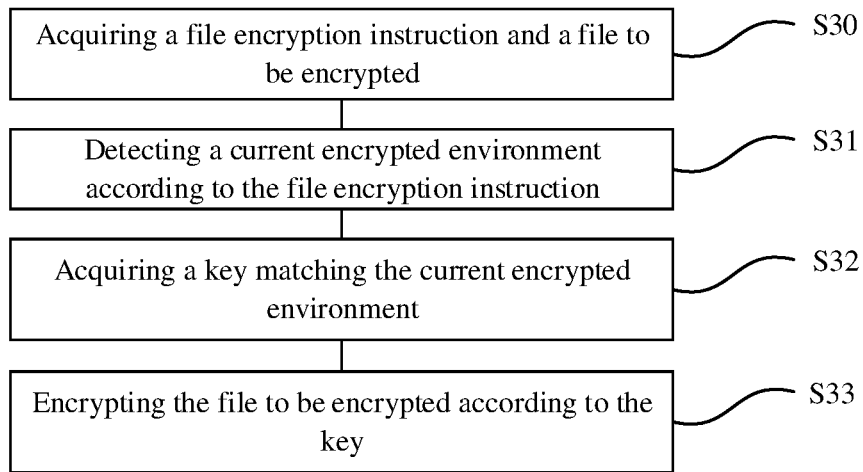 Acquiring a file encryption instruction and a file to
be encrypted
S30
Detecting a current encrypted environment
according to the file encryption instruction
S31
Acquiring a key matching the current encrypted
environment
S32
Encrypting the file to be encrypted according to the
key
S33